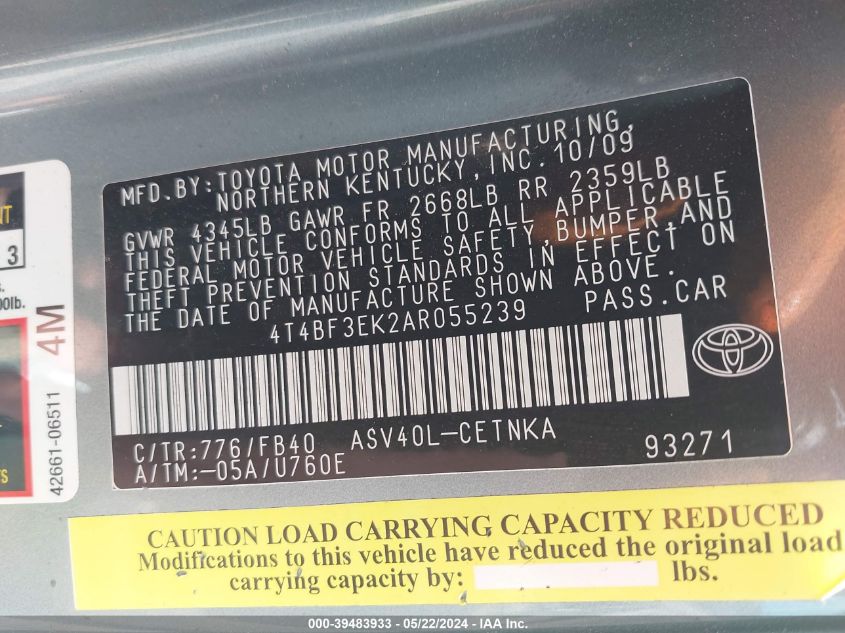 MFD.BY:TOYOTA MOTOR MANUFACTURING,
NORTHERN KENTUCKY,INC. 10/09
GVWR 4345LB GAWR FR 2668LB RR 2359LB
THIS VEHICLE CONFORMS TO ALL APPLICABLE
FEDERAL MOTOR VEHICLE SAFETY,BUMPER,AND
THEFT PREVENTION STANDARDS IN EFFECT ON
THE DATE OF MANUFACTURE SHOWN ABOVE.
4T4BF3EK2AR055239 PASS.CAR
C/TR:776/FB40 ASV40L-CETNKA
A/TM:-05A/U760E 93271
NT
3
s.
00lb.
TS
4M
42661-06511
CAUTION LOAD CARRYING CAPACITY REDUCED
Modifications to this vehicle have reduced the original load
carrying capacity by: lbs.
000-39483933 - 05/22/2024 - IAA Inc.